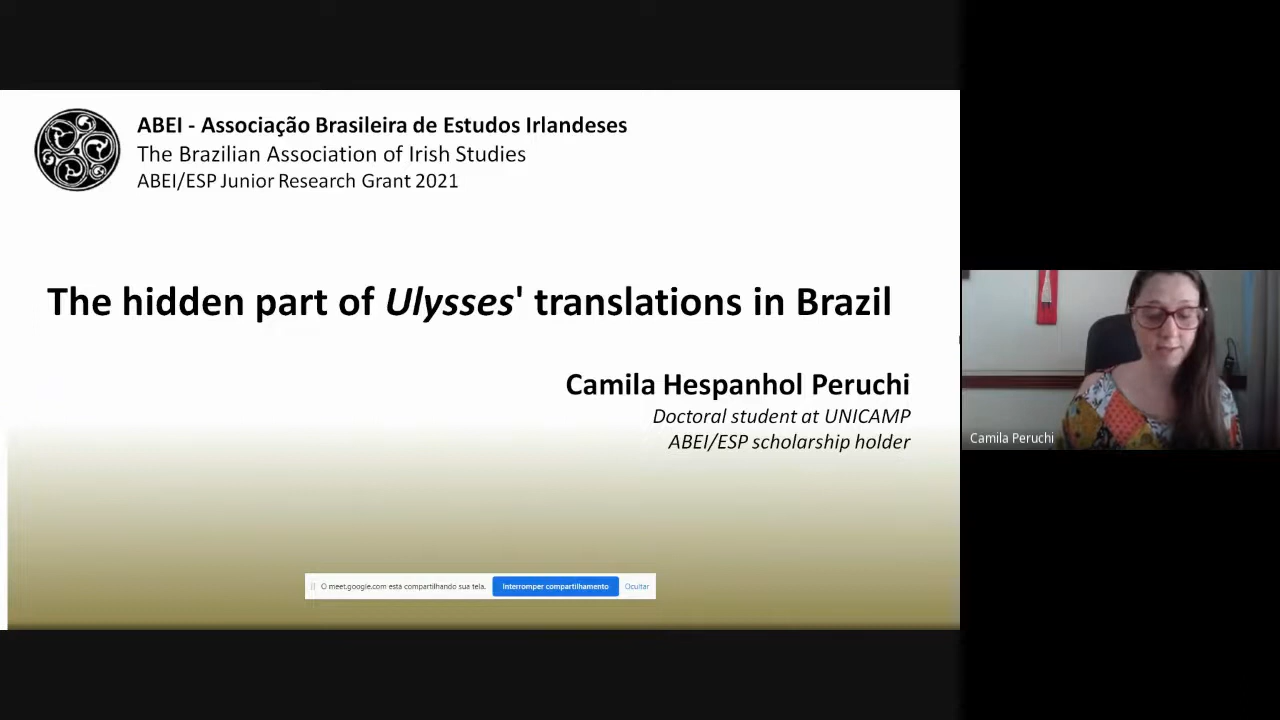 ABEI - Associação Brasileira de Estudos Irlandeses
The Brazilian Association of Irish Studies
ABEI/ESP Junior Research Grant 2021
The hidden part of Ulysses' translations in Brazil
Camila Hespanhol Peruchi
Doctoral student at UNICAMP
ABEI/ESP scholarship holder
Camila Peruchi
O meet.google.com está compartilhando sua tela. Interromper compartilhamento Ocultar